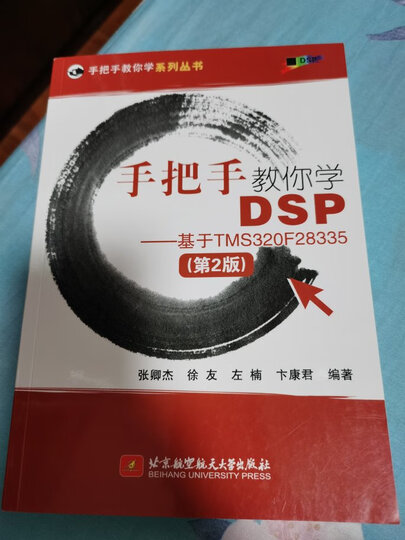 手把手教你学系列丛书
DSP
手把手教你学
DSP
——基于TMS320F28335
(第2版)
张卿杰 徐友 左楠 卞康君 编著
北京航空航天大学出版社
BEIHANG UNIVERSITY PRESS